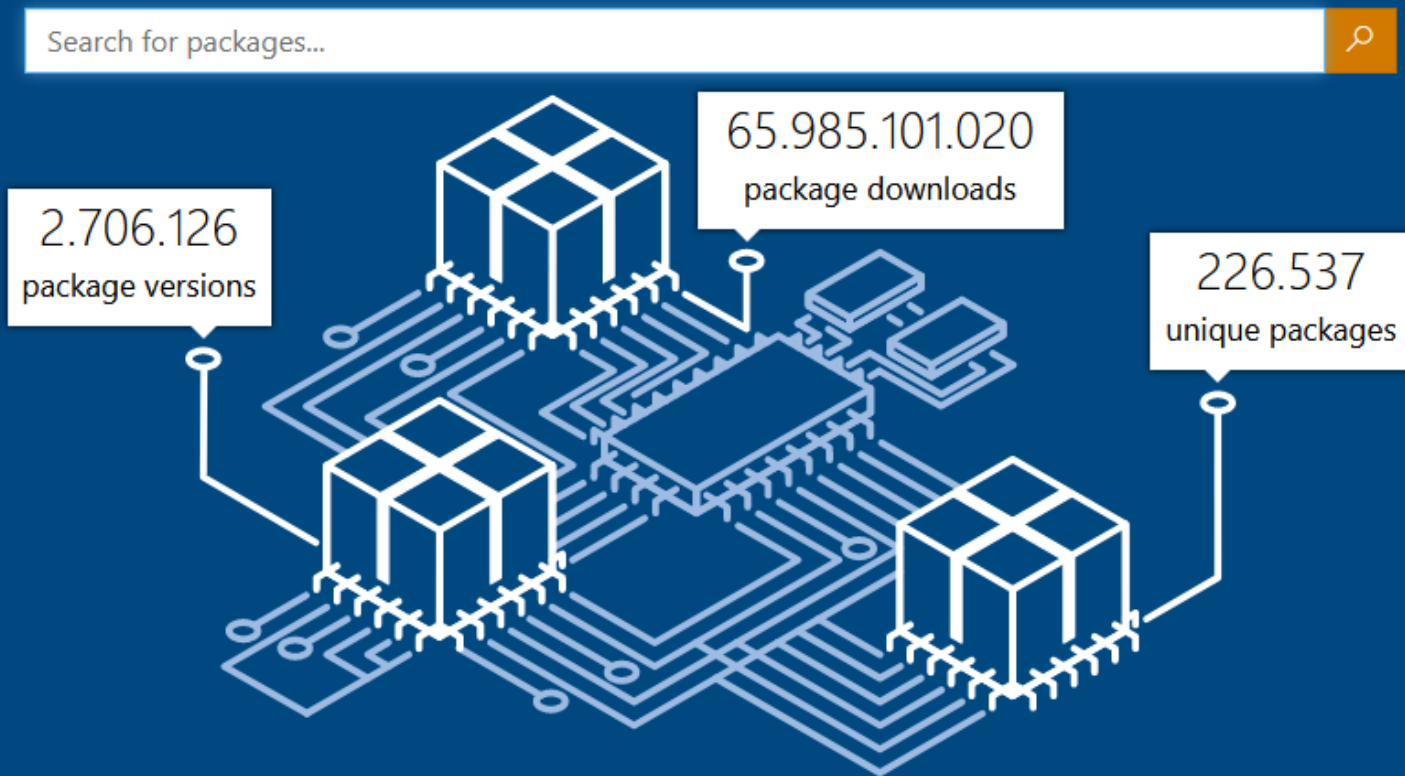 Search for packages...
65.985.101.020
package downloads
2.706.126
package versions
226.537
unique packages